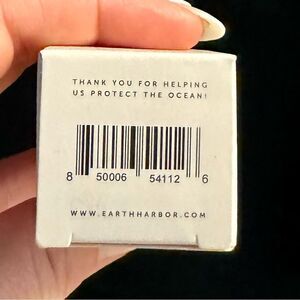 THANK YOU FOR HELPING
US PROTECT THE OCEAN!
8 50006 54112 6
WWW.EARTHHARBOR.COM